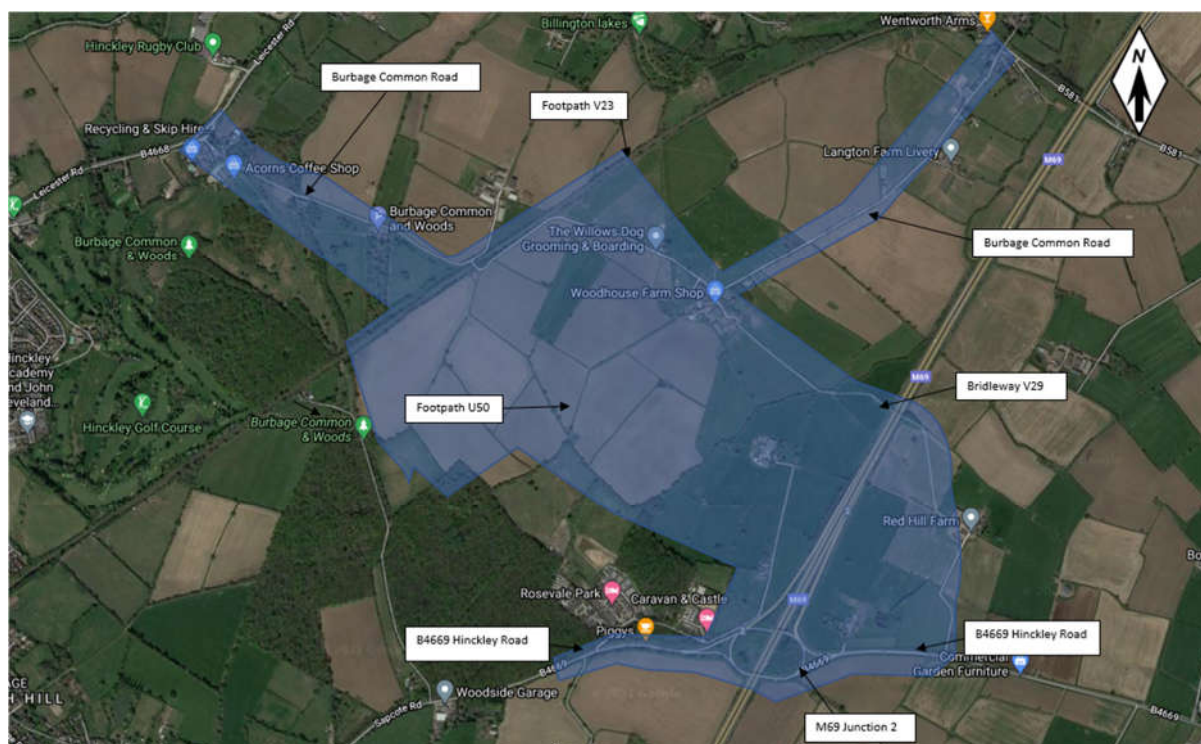 Billington lakes
Wentworth Arms
Hinckley Rugby Club
Leicester Rd
Burbage Common
Road
N
Footpath V23
B581
Recycling & Skip Hire
B4668
Leicester Rd
Acorns Coffee Shop
Langton Farm Livery
M69
B581
Burbage Common
and Woods
Burbage Common
& Woods
The Willows Dog
Grooming & Boarding
Burbage Common
Road
Woodhouse Farm Shop
Hinckley
Academy
and John
M69
Bridleway V29
Footpath U50
Hinckley Golf Course
Burbage Common
& Woods
Red Hill Farm
Rosevale Park
Caravan & Castle
M69
Piggys
B4669 Hinckley Road
B4669 Hinckley Road
B4669
B4669
Commercial
Garden Furniture
Woodside Garage
Sapcote Rd
B4669
M69 Junction 2